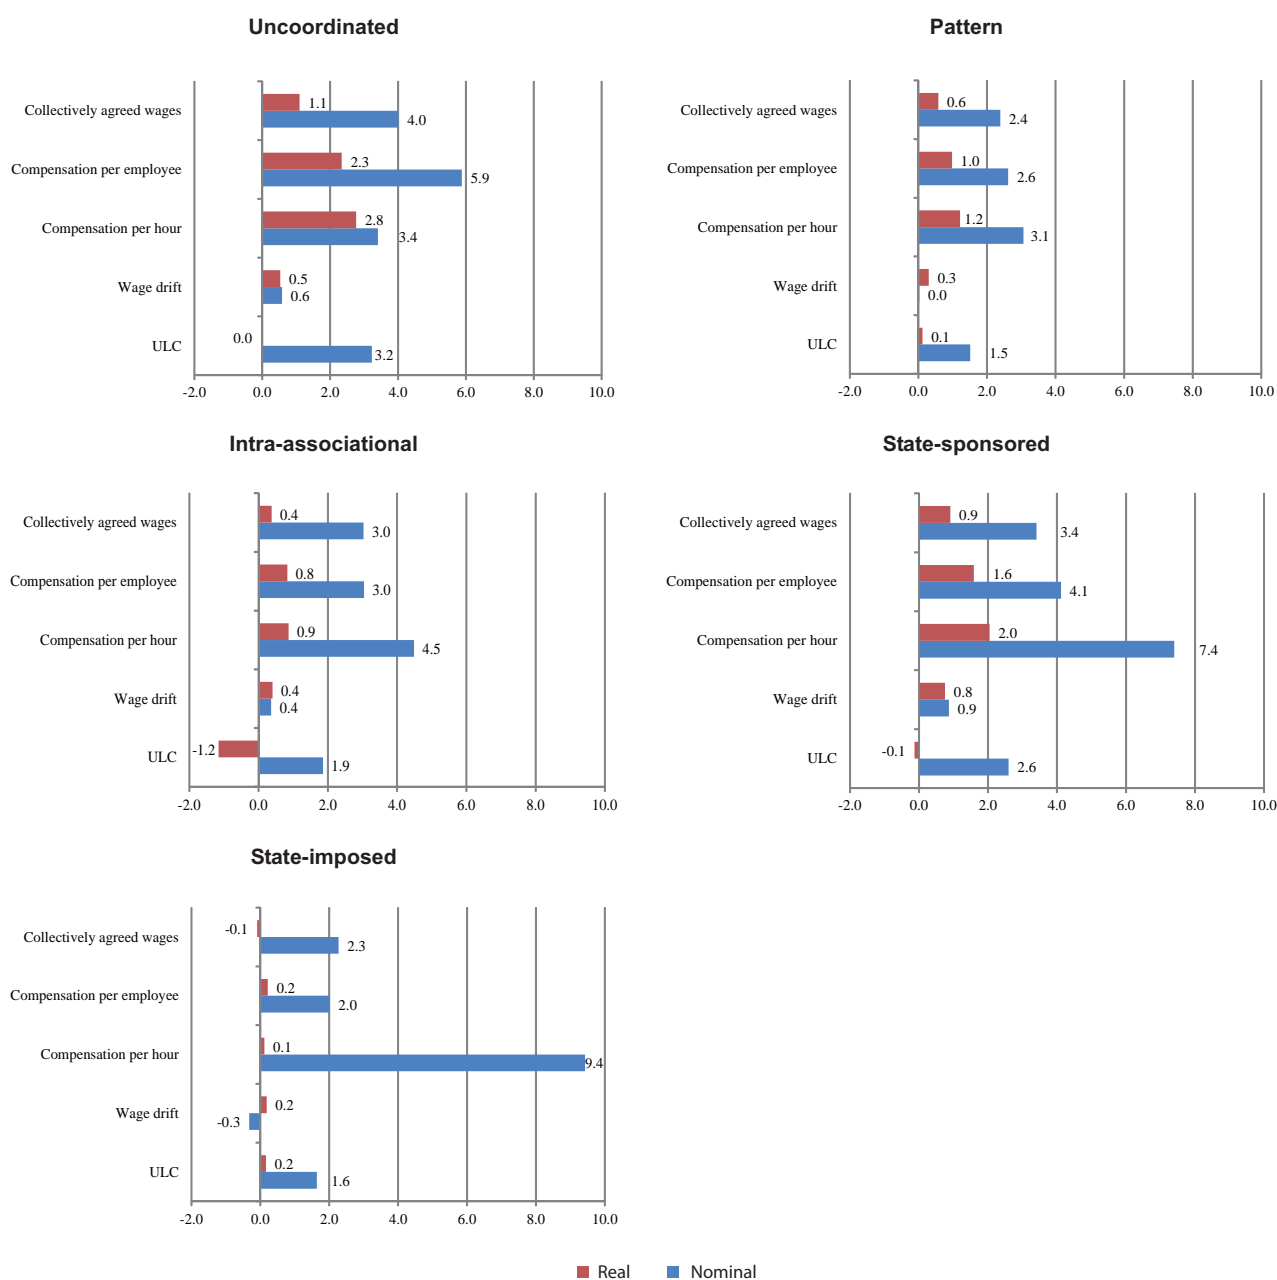 Uncoordinated
Collectively agreed wages
1.1
4.0
Compensation per employee
2.3
5.9
Compensation per hour
2.8
3.4
Wage drift
0.5
0.6
ULC
0.0
3.2
-2.0 0.0 2.0 4.0 6.0 8.0 10.0
Pattern
Collectively agreed wages
0.6
2.4
Compensation per employee
1.0
2.6
Compensation per hour
1.2
3.1
Wage drift
0.3
0.0
ULC
0.1
1.5
-2.0 0.0 2.0 4.0 6.0 8.0 10.0
Intra-associational
Collectively agreed wages
0.4
3.0
Compensation per employee
0.8
3.0
Compensation per hour
0.9
4.5
Wage drift
0.4
0.4
ULC
-1.2
1.9
-2.0 0.0 2.0 4.0 6.0 8.0 10.0
State-sponsored
Collectively agreed wages
0.9
3.4
Compensation per employee
1.6
4.1
Compensation per hour
2.0
7.4
Wage drift
0.8
0.9
ULC
-0.1
2.6
-2.0 0.0 2.0 4.0 6.0 8.0 10.0
State-imposed
Collectively agreed wages
-0.1
2.3
Compensation per employee
0.2
2.0
Compensation per hour
0.1
9.4
Wage drift
0.2
-0.3
ULC
0.2
1.6
-2.0 0.0 2.0 4.0 6.0 8.0 10.0
Real Nominal